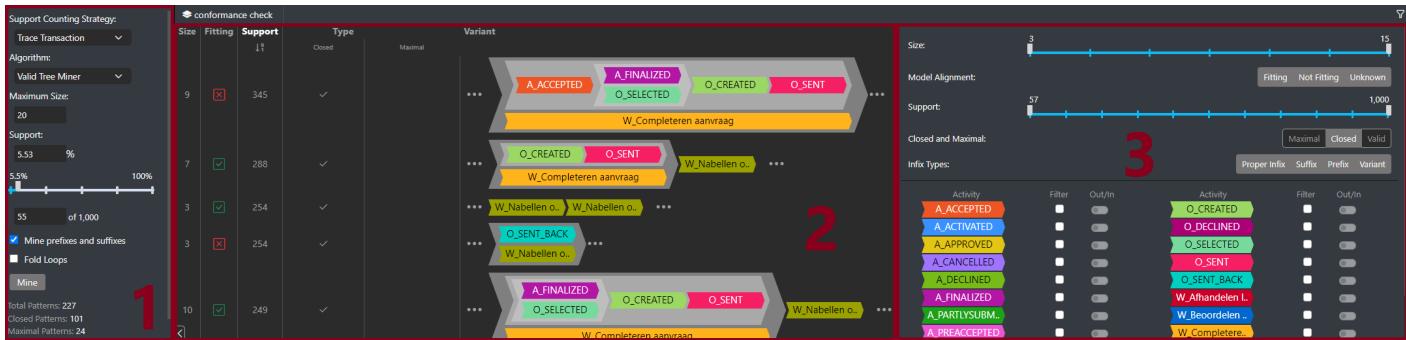 Support Counting Strategy:
Trace Transaction
Algorithm:
Valid Tree Miner
Maximum Size:
20
Support:
5.53 %
5.5% 100%
55 of 1,000
Mine prefixes and suffixes
Fold Loops
Mine
Total Patterns: 227
Closed Patterns: 101
Maximal Patterns: 24
1
conformance check
Size Fitting Support Type Variant
Closed Maximal
9 345
A_ACCEPTED A_FINALIZED O_SELECTED O_CREATED O_SENT
W_Completeren aanvraag
7 288
O_CREATED O_SENT
W_Completeren aanvraag
W_Nabellen o..
3 254
W_Nabellen o.. W_Nabellen o..
3 254
O_SENT_BACK
W_Nabellen o..
10 249
A_FINALIZED O_SELECTED O_CREATED O_SENT
W_Completeren aanvraag
W_Nabellen o..
2
Size: 3 15
Model Alignment: Fitting Not Fitting Unknown
Support: 57 1,000
Closed and Maximal: Maximal Closed Valid
Infix Types: Proper Infix Suffix Prefix Variant
3
Activity Filter Out/In Activity Filter Out/In
A_ACCEPTED O_CREATED
A_ACTIVATED O_DECLINED
A_APPROVED O_SELECTED
A_CANCELLED O_SENT
A_DECLINED O_SENT_BACK
A_FINALIZED W_Afhandelen l..
A_PARTLYSUBM.. W_Beoordelen ..
A_PREACCEPTED W_Completere..